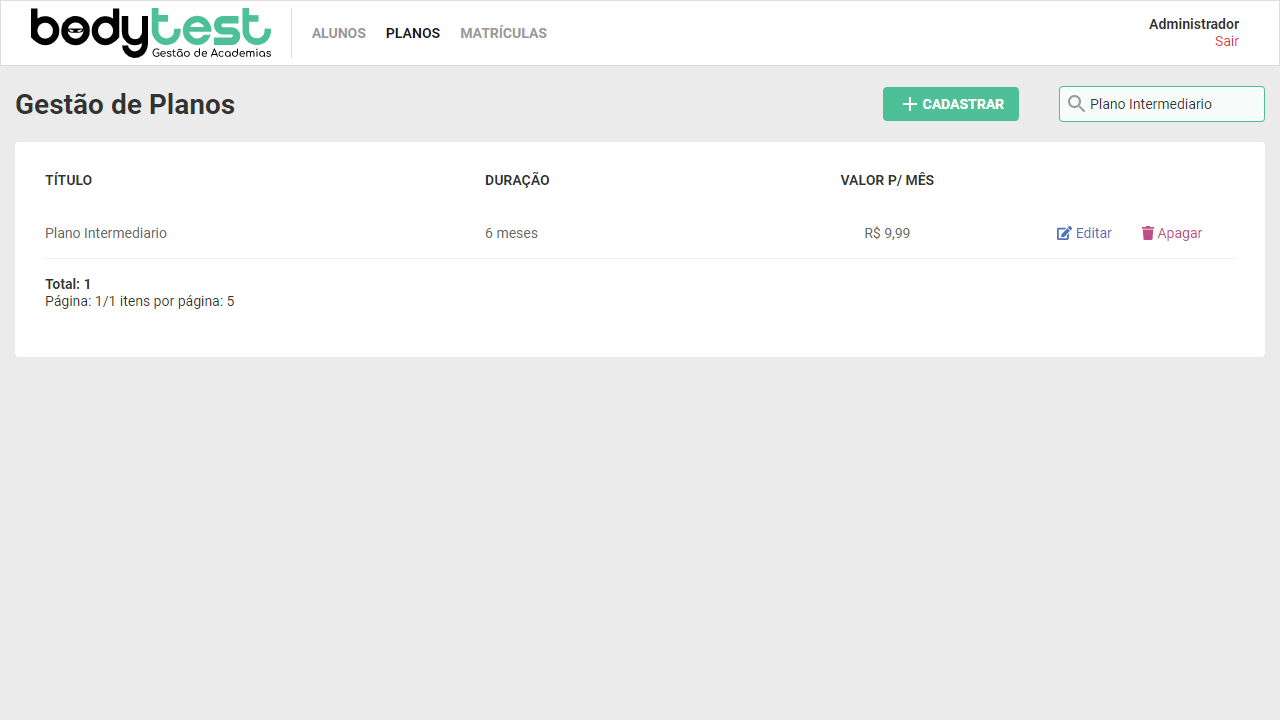 bodytest
Gestão de Academias
ALUNOS PLANOS MATRÍCULAS
Administrador
Sair
Gestão de Planos
CADASTRAR
Plano Intermediario
TÍTULO DURAÇÃO VALOR P/ MÊS
Plano Intermediario 6 meses R$ 9,99 Editar Apagar
Total: 1
Página: 1/1 itens por página: 5